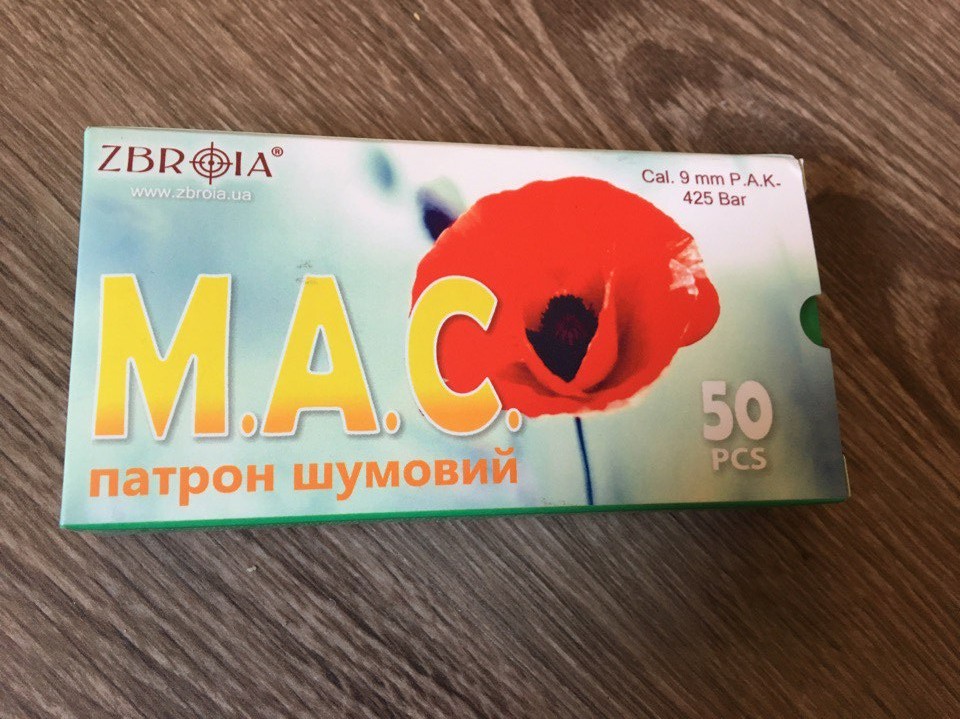 ZBROIA®
www.zbroia.ua
Cal. 9 mm P.A.K-
425 Bar
M.A.C.
патрон шумовий
50
PCS